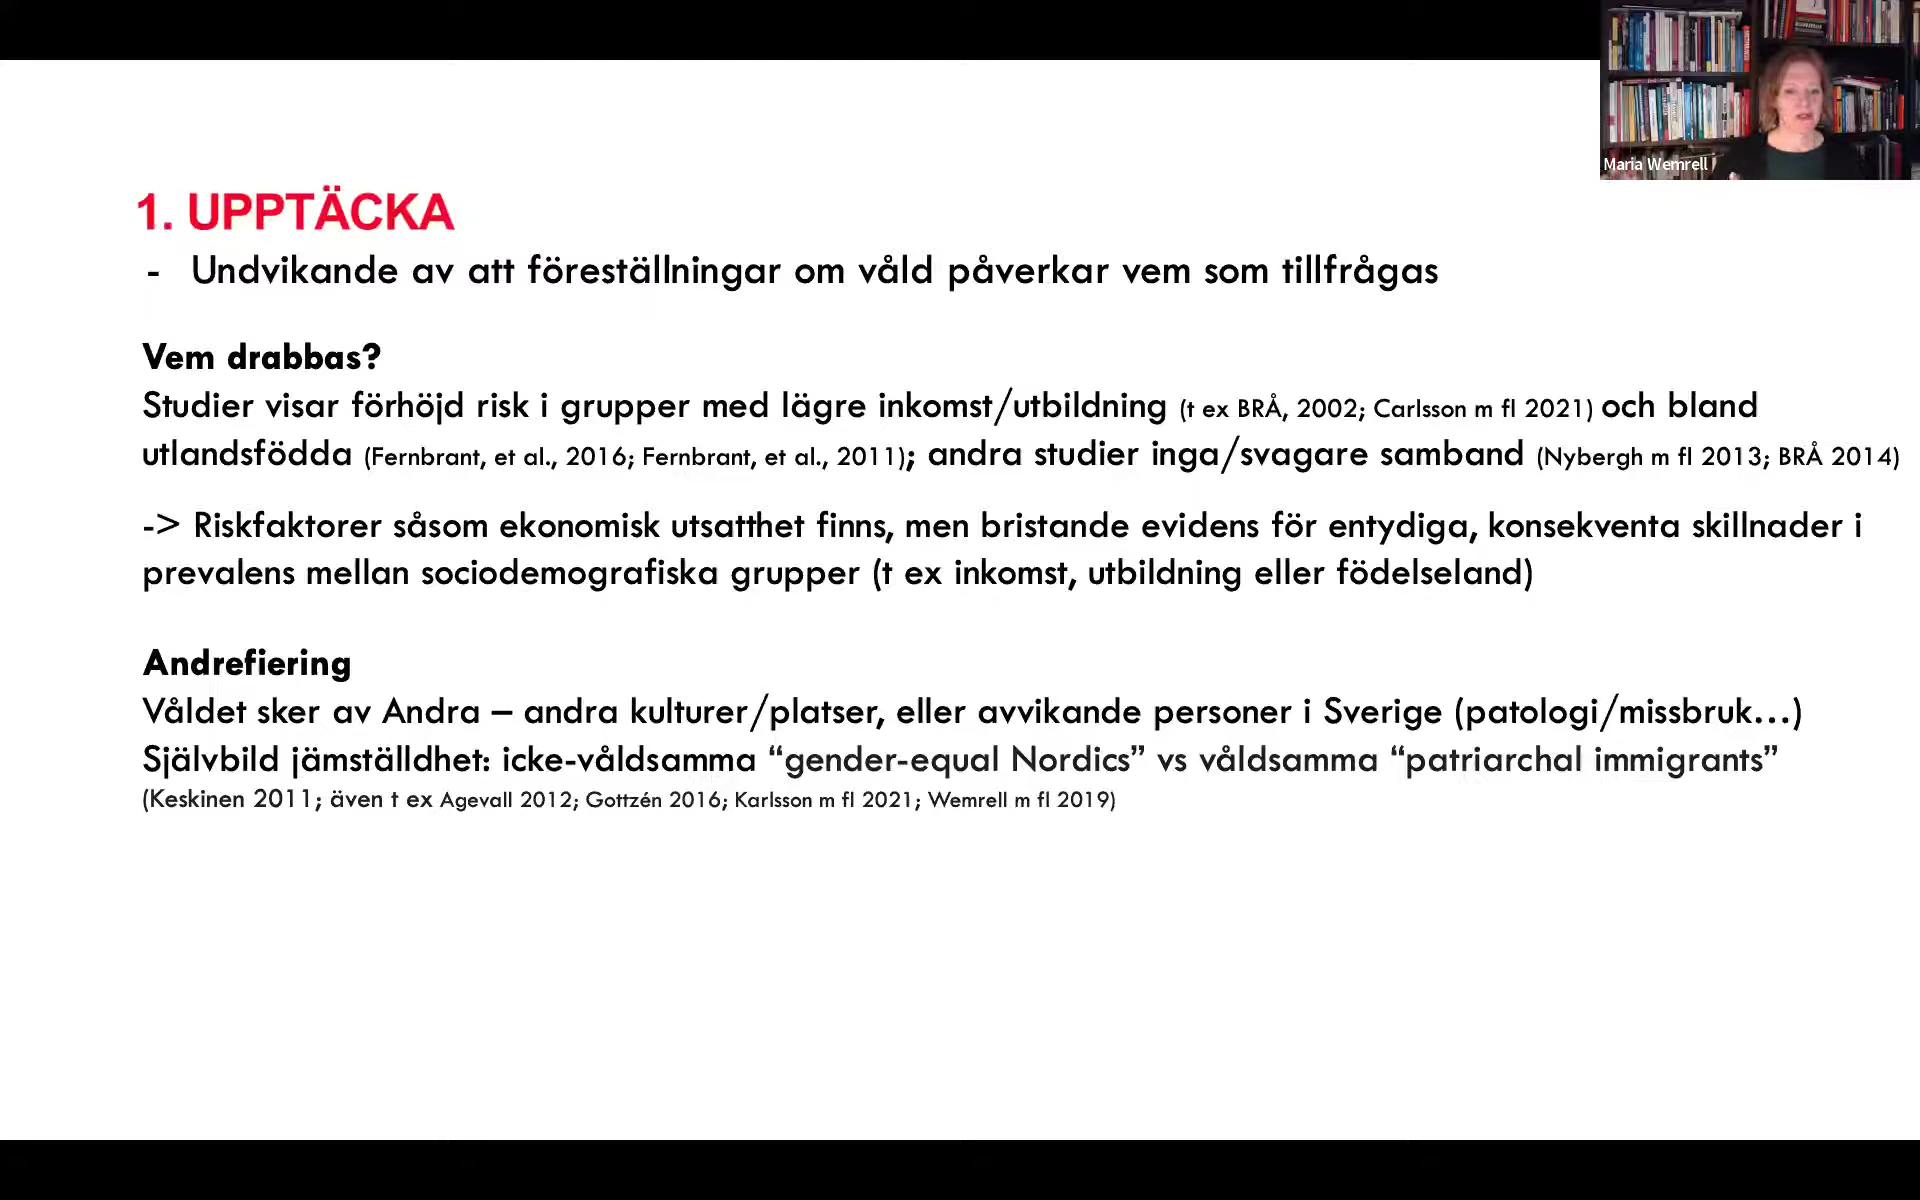 Maria Wemrell
1. UPPTÄCKA
- Undvikande av att föreställningar om våld påverkar vem som tillfrågas
Vem drabbas?
Studier visar förhöjd risk i grupper med lägre inkomst/utbildning (t ex BRÅ, 2002; Carlsson m fl 2021) och bland
utlandsfödda (Fernbrant, et al., 2016; Fernbrant, et al., 2011); andra studier inga/svagare samband (Nybergh m fl 2013; BRÅ 2014)
-> Riskfaktorer såsom ekonomisk utsatthet finns, men bristande evidens för entydiga, konsekventa skillnader i
prevalens mellan sociodemografiska grupper (t ex inkomst, utbildning eller födelseland)
Andrefiering
Våldet sker av Andra – andra kulturer/platser, eller avvikande personer i Sverige (patologi/missbruk…)
Självbild jämställdhet: icke-våldsamma “gender-equal Nordics” vs våldsamma “patriarchal immigrants”
(Keskinen 2011; även t ex Agevall 2012; Gottzén 2016; Karlsson m fl 2021; Wemrell m fl 2019)